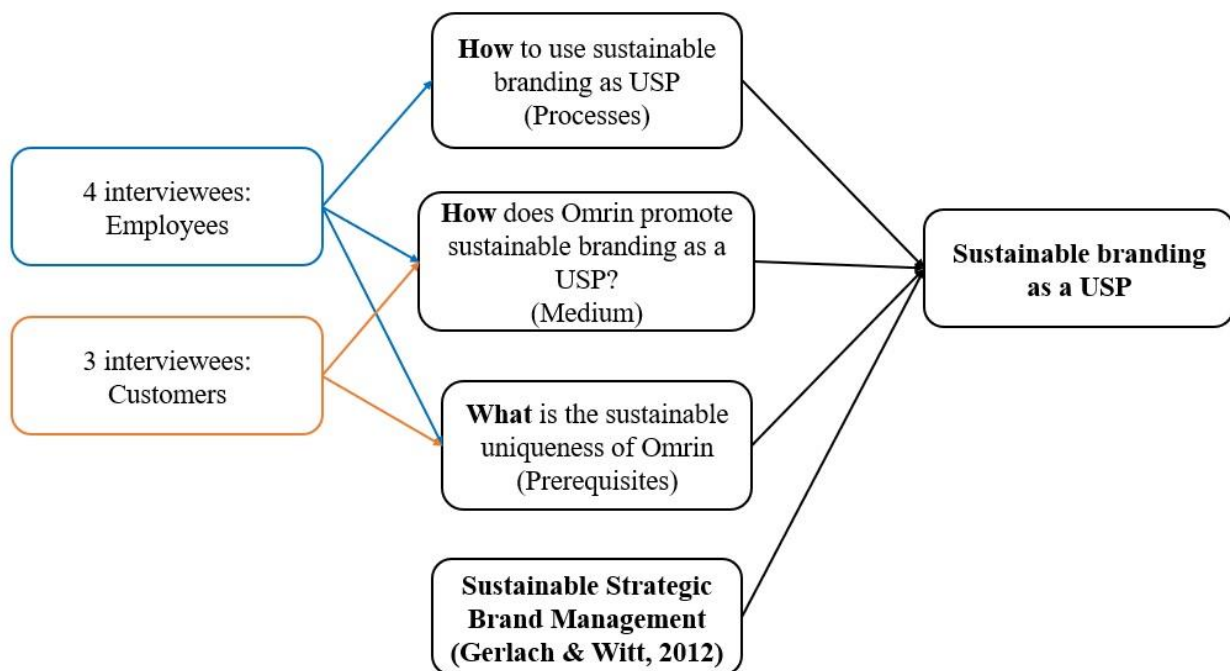 How to use sustainable
branding as USP
(Processes)
4 interviewees:
Employees
How does Omrin promote
sustainable branding as a
USP?
(Medium)
Sustainable branding
as a USP
3 interviewees:
Customers
What is the sustainable
uniqueness of Omrin
(Prerequisites)
Sustainable Strategic
Brand Management
(Gerlach & Witt, 2012)